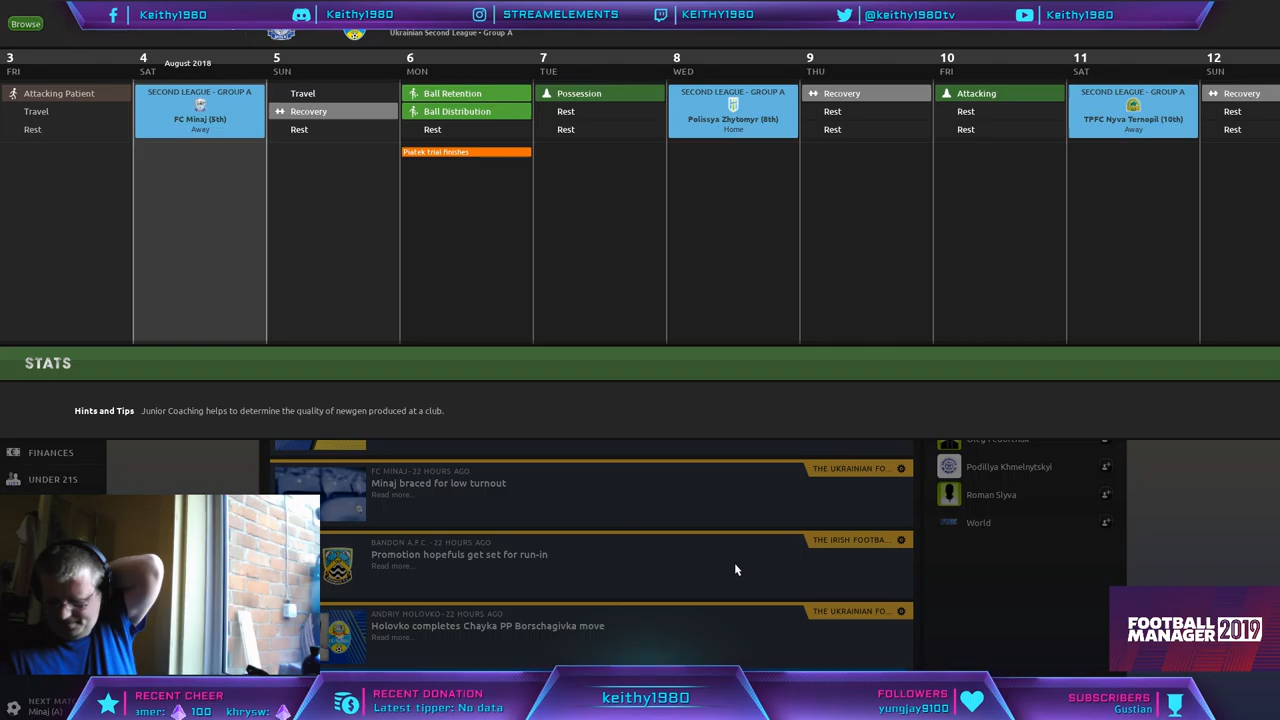 Keithy1980
Keithy1980
STREAMELEMENTS
KEITHY1980
@keithy1980tv
Keithy1980
Browse
Ukrainian Second League - Group A
3
FRI
4
SAT
August 2018
5
SUN
6
MON
7
TUE
8
WED
9
THU
10
FRI
11
SAT
12
SUN
Attacking Patient
Travel
Rest
SECOND LEAGUE - GROUP A
FC Minaj (5th)
Away
Travel
Recovery
Rest
Ball Retention
Ball Distribution
Rest
Piatek trial finishes
Possession
Rest
Rest
SECOND LEAGUE - GROUP A
Polissya Zhytomyr (8th)
Home
Recovery
Rest
Rest
Attacking
Rest
Rest
SECOND LEAGUE - GROUP A
TPFC Nyva Ternopil (10th)
Away
Recovery
Rest
Rest
STATS
Hints and Tips Junior Coaching helps to determine the quality of newgen produced at a club.
FINANCES
UNDER 21S
FC MINAJ - 22 HOURS AGO
Minaj braced for low turnout
Read more...
THE UKRAINIAN FO...
BANDON A.F.C. - 22 HOURS AGO
Promotion hopefuls get set for run-in
Read more...
THE IRISH FOOTBA...
ANDRIY HOLOVKO - 22 HOURS AGO
Holovko completes Chayka PP Borschagivka move
Read more...
THE UKRAINIAN FO...
Podillya Khmelnytskyi
Roman Slyva
World
FOOTBALL
MANAGER 2019
NEXT MAT
Minaj (A)
RECENT CHEER
amer: 100 khrysw:
RECENT DONATION
Latest tipper: No data
keithy1980
FOLLOWERS
yungjay9100
SUBSCRIBERS
Gustian